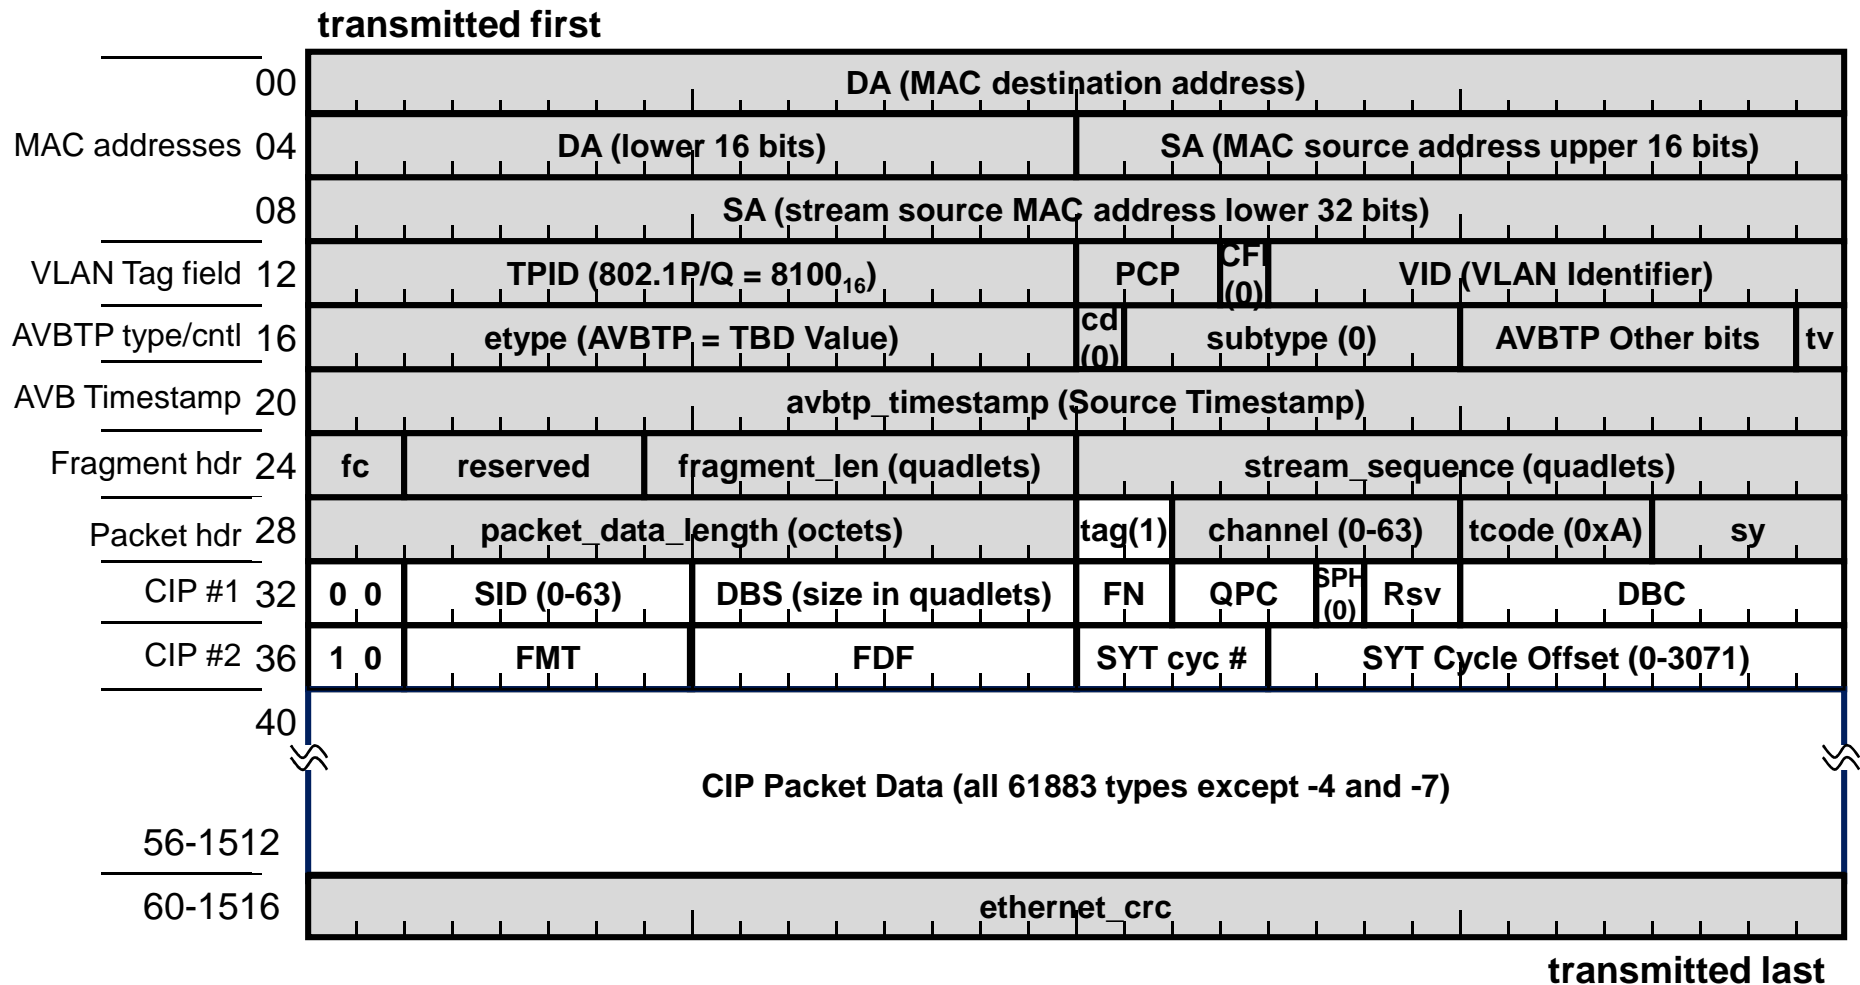 transmitted first
00 DA (MAC destination address)
MAC addresses 04 DA (lower 16 bits) SA (MAC source address upper 16 bits)
08 SA (stream source MAC address lower 32 bits)
VLAN Tag field 12 TPID (802.1P/Q = 8100₁₆) PCP CFI (0) VID (VLAN Identifier)
AVBTP type/cntl 16 etype (AVBTP = TBD Value) cd (0) subtype (0) AVBTP Other bits tv
AVB Timestamp 20 avbtp_timestamp (Source Timestamp)
Fragment hdr 24 fc reserved fragment_len (quadlets) stream_sequence (quadlets)
Packet hdr 28 packet_data_length (octets) tag(1) channel (0-63) tcode (0xA) sy
CIP #1 32 0 0 SID (0-63) DBS (size in quadlets) FN QPC SPH (0) Rsv DBC
CIP #2 36 1 0 FMT FDF SYT cyc # SYT Cycle Offset (0-3071)
40
CIP Packet Data (all 61883 types except -4 and -7)
56-1512
60-1516 ethernet_crc
transmitted last